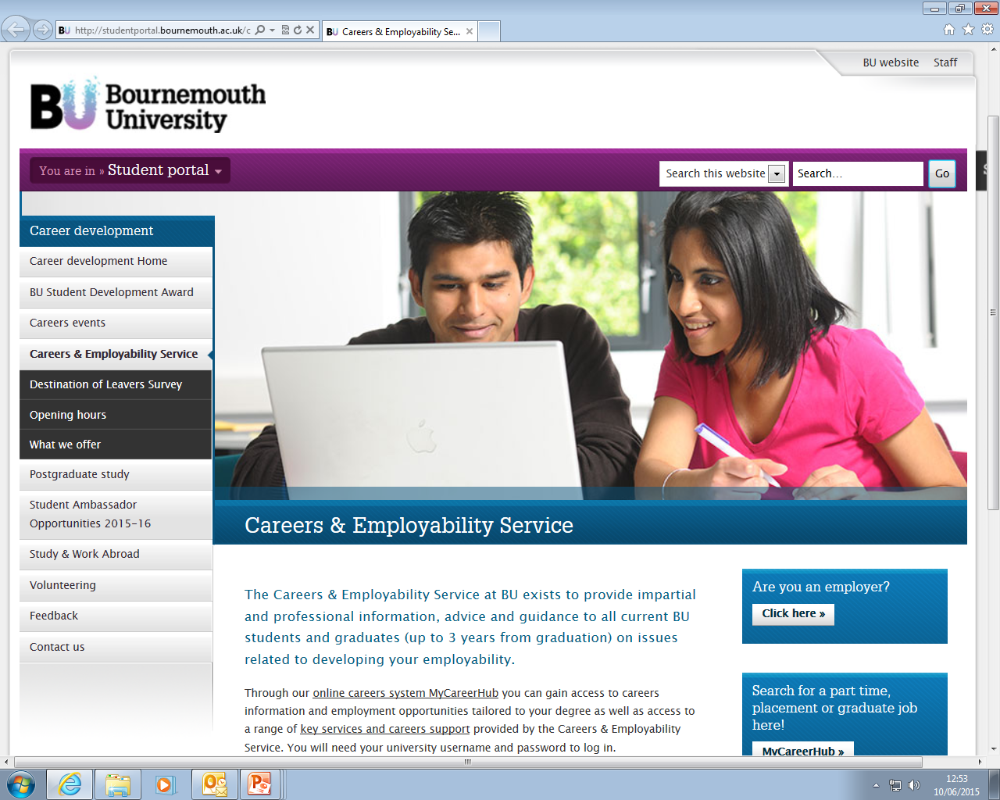 http://studentportal.bournemouth.ac.uk/c
BU Careers & Employability Se...
BU website Staff
BU Bournemouth University
You are in » Student portal
Search this website Search... Go
Career development
Career development Home
BU Student Development Award
Careers events
Careers & Employability Service
Destination of Leavers Survey
Opening hours
What we offer
Postgraduate study
Student Ambassador
Opportunities 2015-16
Study & Work Abroad
Volunteering
Feedback
Contact us
Careers & Employability Service
The Careers & Employability Service at BU exists to provide impartial
and professional information, advice and guidance to all current BU
students and graduates (up to 3 years from graduation) on issues
related to developing your employability.
Through our online careers system MyCareerHub you can gain access to careers
information and employment opportunities tailored to your degree as well as access to
a range of key services and careers support provided by the Careers & Employability
Service. You will need your university username and password to log in.
Are you an employer?
Click here »
Search for a part time,
placement or graduate job
here!
MyCareerHub »
12:53
10/06/2015